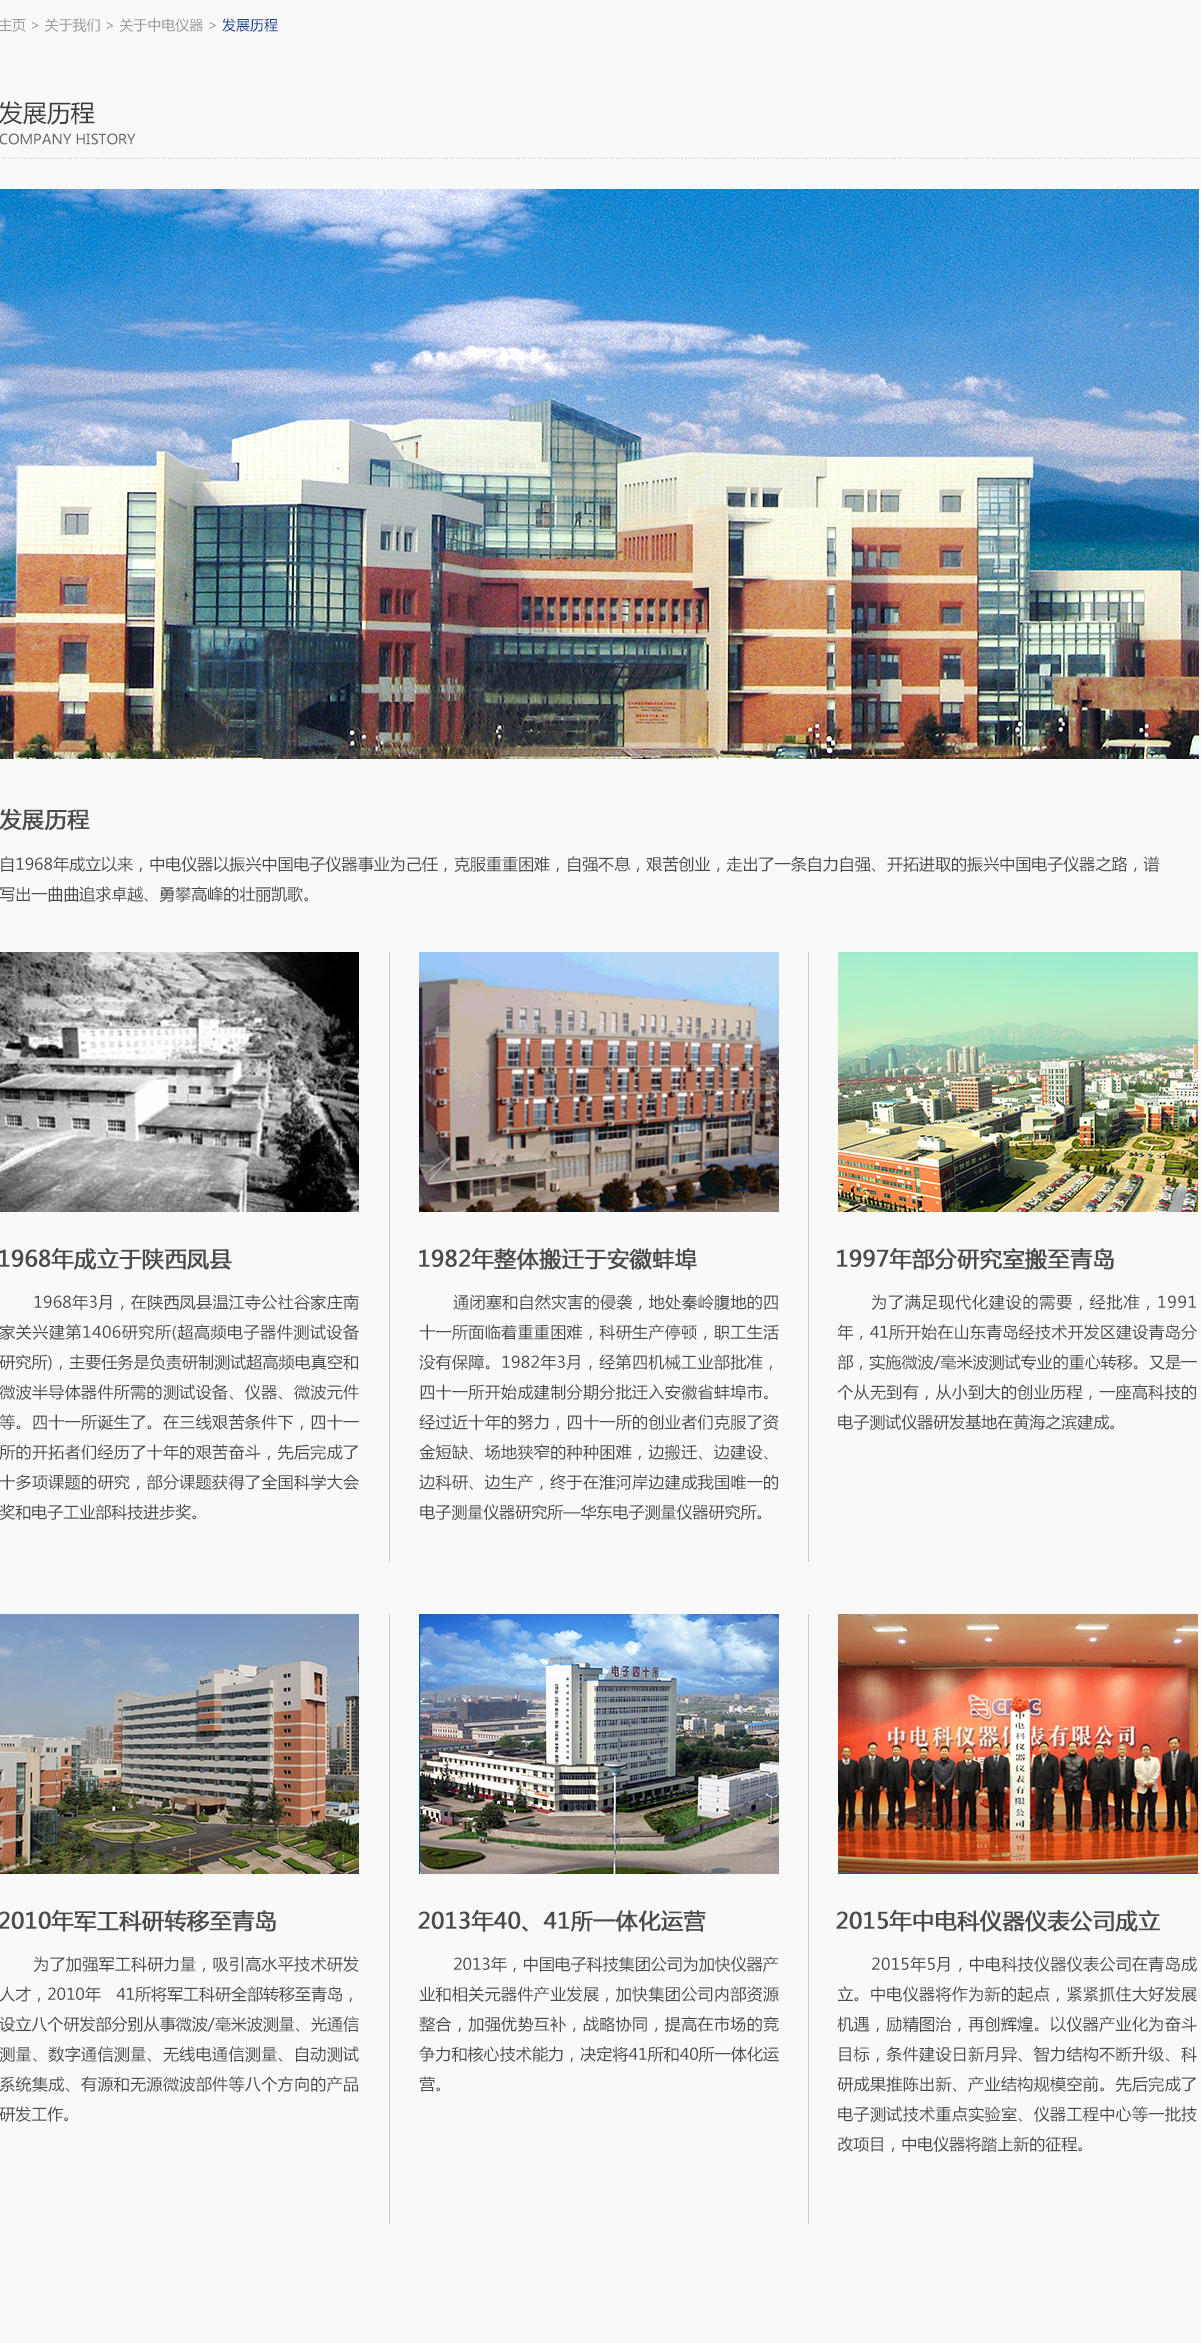 主页 > 关于我们 > 关于中电仪器 > 发展历程
发展历程
COMPANY HISTORY
发展历程
自1968年成立以来，中电仪器以振兴中国电子仪器事业为己任，克服重重困难，自强不息，艰苦创业，走出了一条自力自强、开拓进取的振兴中国电子仪器之路，谱
写出一曲曲追求卓越、勇攀高峰的壮丽凯歌。
1968年成立于陕西凤县
1968年3月，在陕西凤县温江寺公社谷家庄南
家关兴建第1406研究所(超高频电子器件测试设备
研究所)，主要任务是负责研制测试超高频电真空和
微波半导体器件所需的测试设备、仪器、微波元件
等。四十一所诞生了。在三线艰苦条件下，四十一
所的开拓者们经历了十年的艰苦奋斗，先后完成了
十多项课题的研究，部分课题获得了全国科学大会
奖和电子工业部科技进步奖。
1982年整体搬迁于安徽蚌埠
通闭塞和自然灾害的侵袭，地处秦岭腹地的四
十一所面临着重重困难，科研生产停顿，职工生活
没有保障。1982年3月，经第四机械工业部批准，
四十一所开始成建制分期分批迁入安徽省蚌埠市。
经过近十年的努力，四十一所的创业者们克服了资
金短缺、场地狭窄的种种困难，边搬迁、边建设、
边科研、边生产，终于在淮河岸边建成我国唯一的
电子测量仪器研究所—华东电子测量仪器研究所。
1997年部分研究室搬至青岛
为了满足现代化建设的需要，经批准，1991
年，41所开始在山东青岛经技术开发区建设青岛分
部，实施微波/毫米波测试专业的重心转移。又是一
个从无到有，从小到大的创业历程，一座高科技的
电子测试仪器研发基地在黄海之滨建成。
电子四十所
CETC
中电科仪器仪表有限公司
中电科仪器仪表有限公司
2010年军工科研转移至青岛
为了加强军工科研力量，吸引高水平技术研发
人才，2010年　41所将军工科研全部转移至青岛，
设立八个研发部分别从事微波/毫米波测量、光通信
测量、数字通信测量、无线电通信测量、自动测试
系统集成、有源和无源微波部件等八个方向的产品
研发工作。
2013年40、41所一体化运营
2013年，中国电子科技集团公司为加快仪器产
业和相关元器件产业发展，加快集团公司内部资源
整合，加强优势互补，战略协同，提高在市场的竞
争力和核心技术能力，决定将41所和40所一体化运
营。
2015年中电科仪器仪表公司成立
2015年5月，中电科技仪器仪表公司在青岛成
立。中电仪器将作为新的起点，紧紧抓住大好发展
机遇，励精图治，再创辉煌。以仪器产业化为奋斗
目标，条件建设日新月异、智力结构不断升级、科
研成果推陈出新、产业结构规模空前。先后完成了
电子测试技术重点实验室、仪器工程中心等一批技
改项目，中电仪器将踏上新的征程。